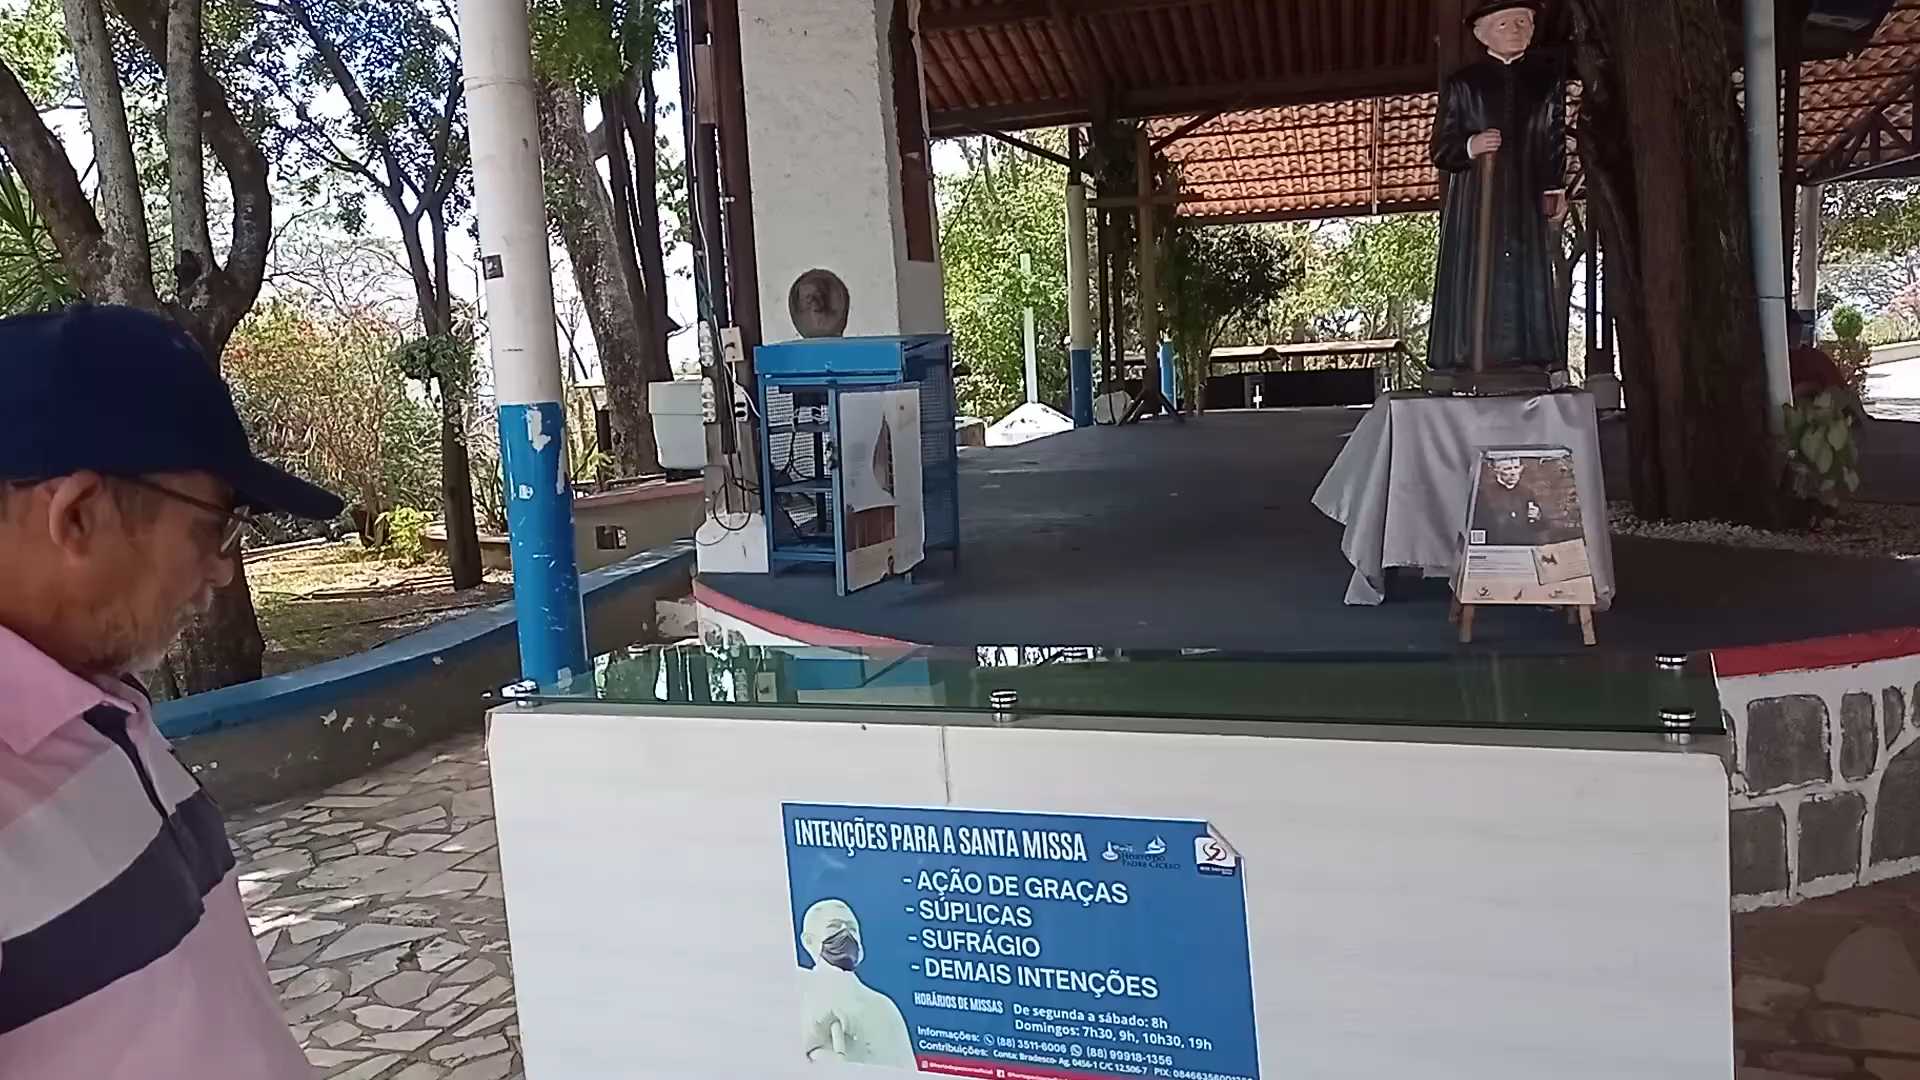 INTENÇÕES PARA A SANTA MISSA
HORTO DO
PADRE CÍCERO
- AÇÃO DE GRAÇAS
- SÚPLICAS
- SUFRÁGIO
- DEMAIS INTENÇÕES
HORÁRIOS DE MISSAS De segunda a sábado: 8h
Domingos: 7h30, 9h, 10h30, 19h
Informações: (88) 3511-6006 (88) 99918-1356
Contribuições: Conta: Bradesco- Ag. 0456-1 C/C 12.506-7 PIX: